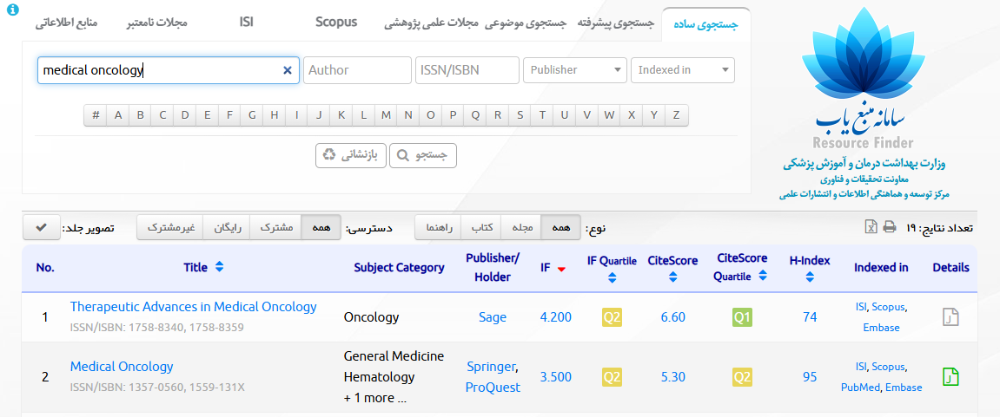 جستجوی ساده
جستجوی پیشرفته
جستجوی موضوعی
مجلات علمی پژوهشی
Scopus
ISI
مجلات نامعتبر
منابع اطلاعاتی
medical oncology
Author
ISSN/ISBN
Publisher
Indexed in
# A B C D E F G H I J K L M N O P Q R S T U V W X Y Z
جستجو
بازنشانی
سامانه منبع یاب
Resource Finder
وزارت بهداشت درمان و آموزش پزشکی
معاونت تحقیقات و فناوری
مرکز توسعه و هماهنگی اطلاعات و انتشارات علمی
تعداد نتایج: ۱۹
نوع: همه مجله کتاب راهنما
دسترسی: همه مشترک رایگان غیرمشترک
تصویر جلد:
No. Title Subject Category Publisher/ Holder IF IF Quartile CiteScore CiteScore Quartile H-Index Indexed in Details
1 Therapeutic Advances in Medical Oncology
ISSN/ISBN: 1758-8340, 1758-8359
Oncology
Sage
4.200 Q2 6.60 Q1 74
ISI, Scopus,
Embase
2 Medical Oncology
ISSN/ISBN: 1357-0560, 1559-131X
General Medicine
Hematology
+ 1 more ...
Springer,
ProQuest
3.500 Q2 5.30 Q2 95
ISI, Scopus,
PubMed, Embase